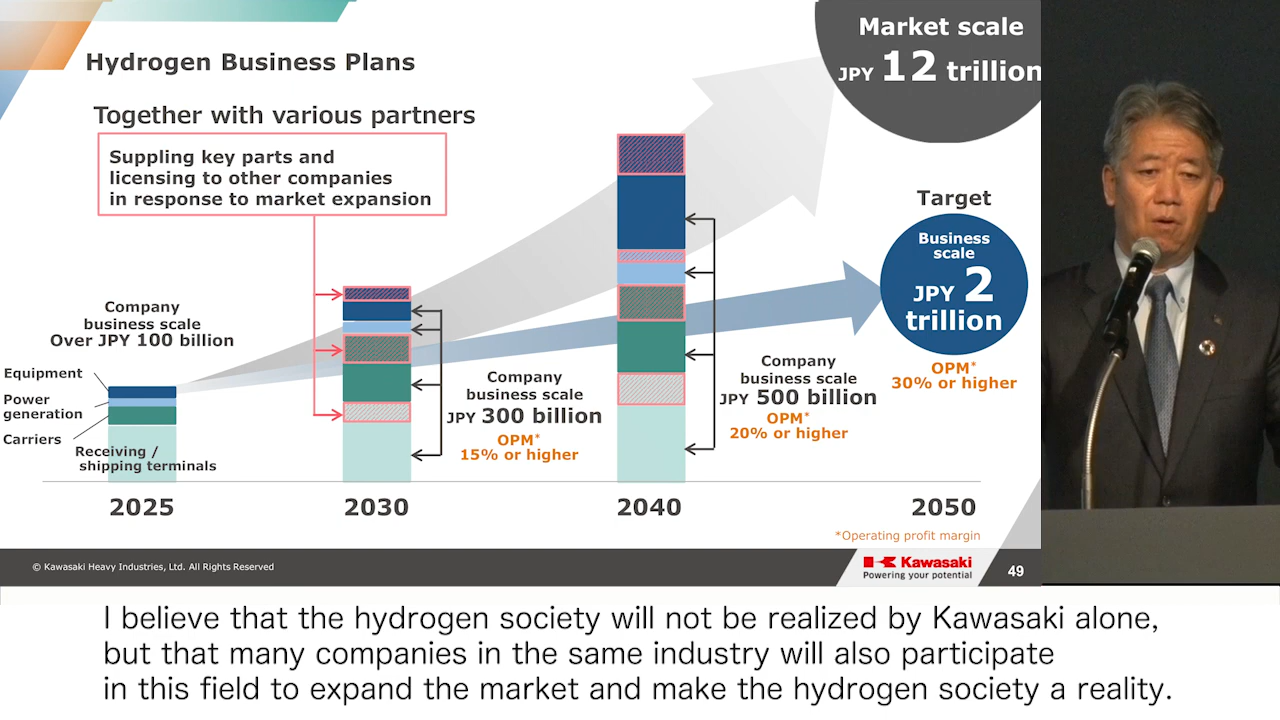 Hydrogen Business Plans
Market scale
JPY 12 trillion
Together with various partners
Suppling key parts and
licensing to other companies
in response to market expansion
Target
Business
scale
JPY 2
trillion
OPM*
30% or higher
Company
business scale
Over JPY 100 billion
Equipment
Power
generation
Carriers
Receiving /
shipping terminals
Company
business scale
JPY 300 billion
OPM*
15% or higher
Company
business scale
JPY 500 billion
OPM*
20% or higher
2025
2030
2040
2050
*Operating profit margin
© Kawasaki Heavy Industries, Ltd. All Rights Reserved
Kawasaki
Powering your potential
49
I believe that the hydrogen society will not be realized by Kawasaki alone,
but that many companies in the same industry will also participate
in this field to expand the market and make the hydrogen society a reality.